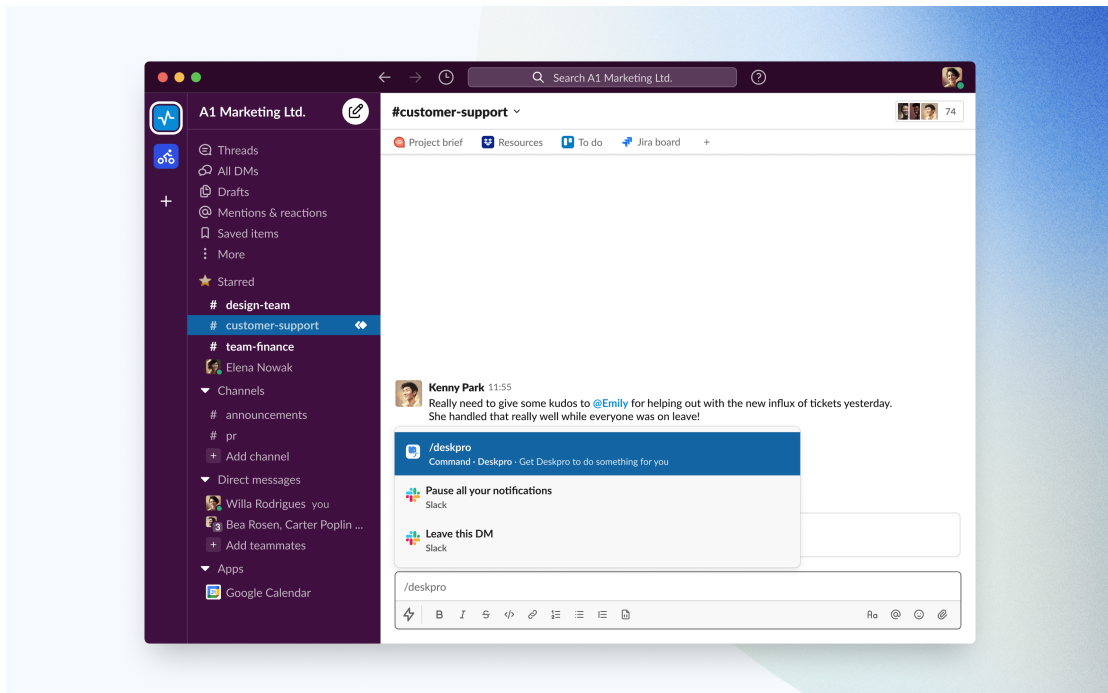 Search A1 Marketing Ltd.
A1 Marketing Ltd.
Threads
All DMs
Drafts
Mentions & reactions
Saved items
More
Starred
# design-team
# customer-support
# team-finance
Elena Nowak
Channels
# announcements
# pr
+ Add channel
Direct messages
Willa Rodrigues you
3 Bea Rosen, Carter Poplin ...
+ Add teammates
Apps
Google Calendar
#customer-support
74
Project brief
Resources
To do
Jira board
+
Kenny Park 11:55
Really need to give some kudos to @Emily for helping out with the new influx of tickets yesterday.
She handled that really well while everyone was on leave!
/deskpro
Command · Deskpro · Get Deskpro to do something for you
Pause all your notifications
Slack
Leave this DM
Slack
/deskpro
B I S </> Aa @